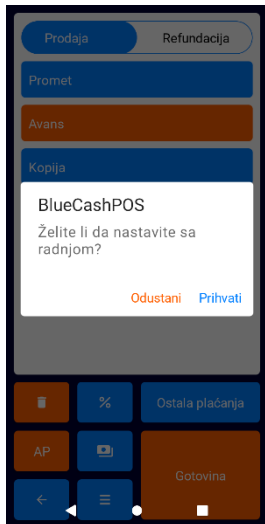 Prodaja
Refundacija
Promet
Avans
Kopija
BlueCashPOS
Želite li da nastavite sa
radnjom?
Odustani Prihvati
%
Ostala plaćanja
AP
Gotovina